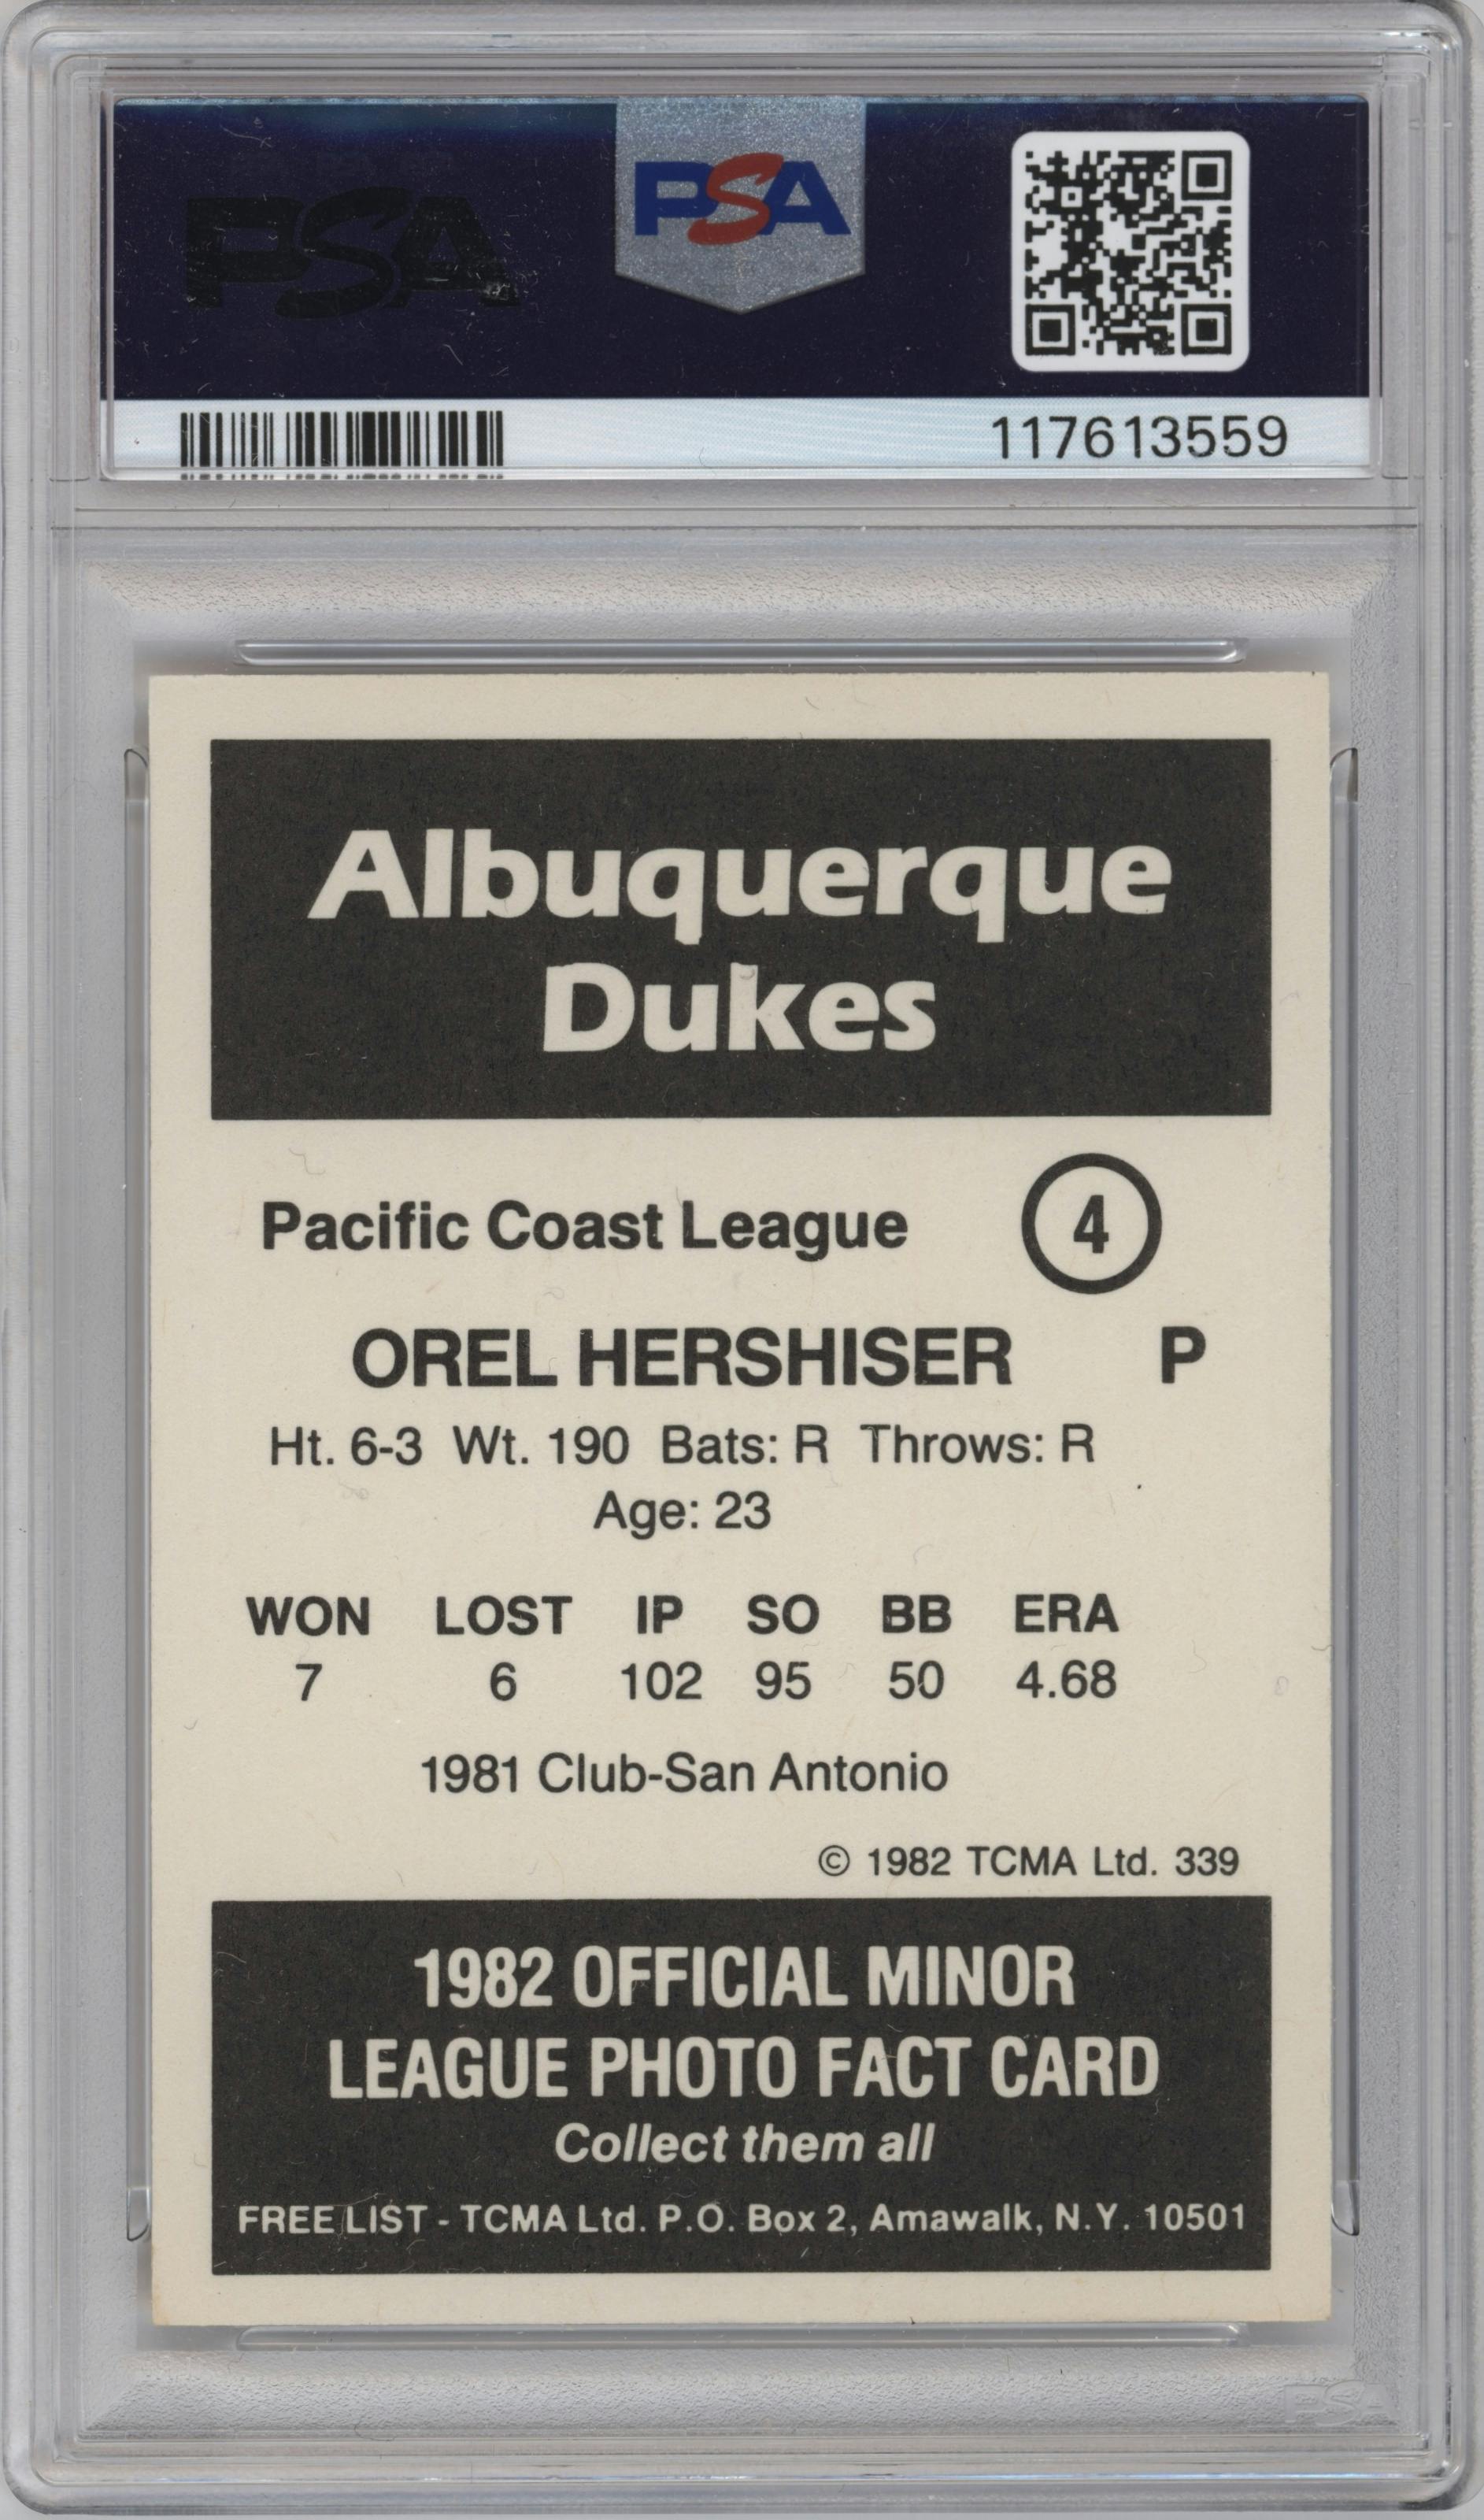 PSA
PSA
117613559
Albuquerque
Dukes
Pacific Coast League 4
OREL HERSHISER P
Ht. 6-3 Wt. 190 Bats: R Throws: R
Age: 23
WON LOST IP SO BB ERA
7 6 102 95 50 4.68
1981 Club-San Antonio
© 1982 TCMA Ltd. 339
1982 OFFICIAL MINOR
LEAGUE PHOTO FACT CARD
Collect them all
FREE LIST - TCMA Ltd. P.O. Box 2, Amawalk, N.Y. 10501
PSA